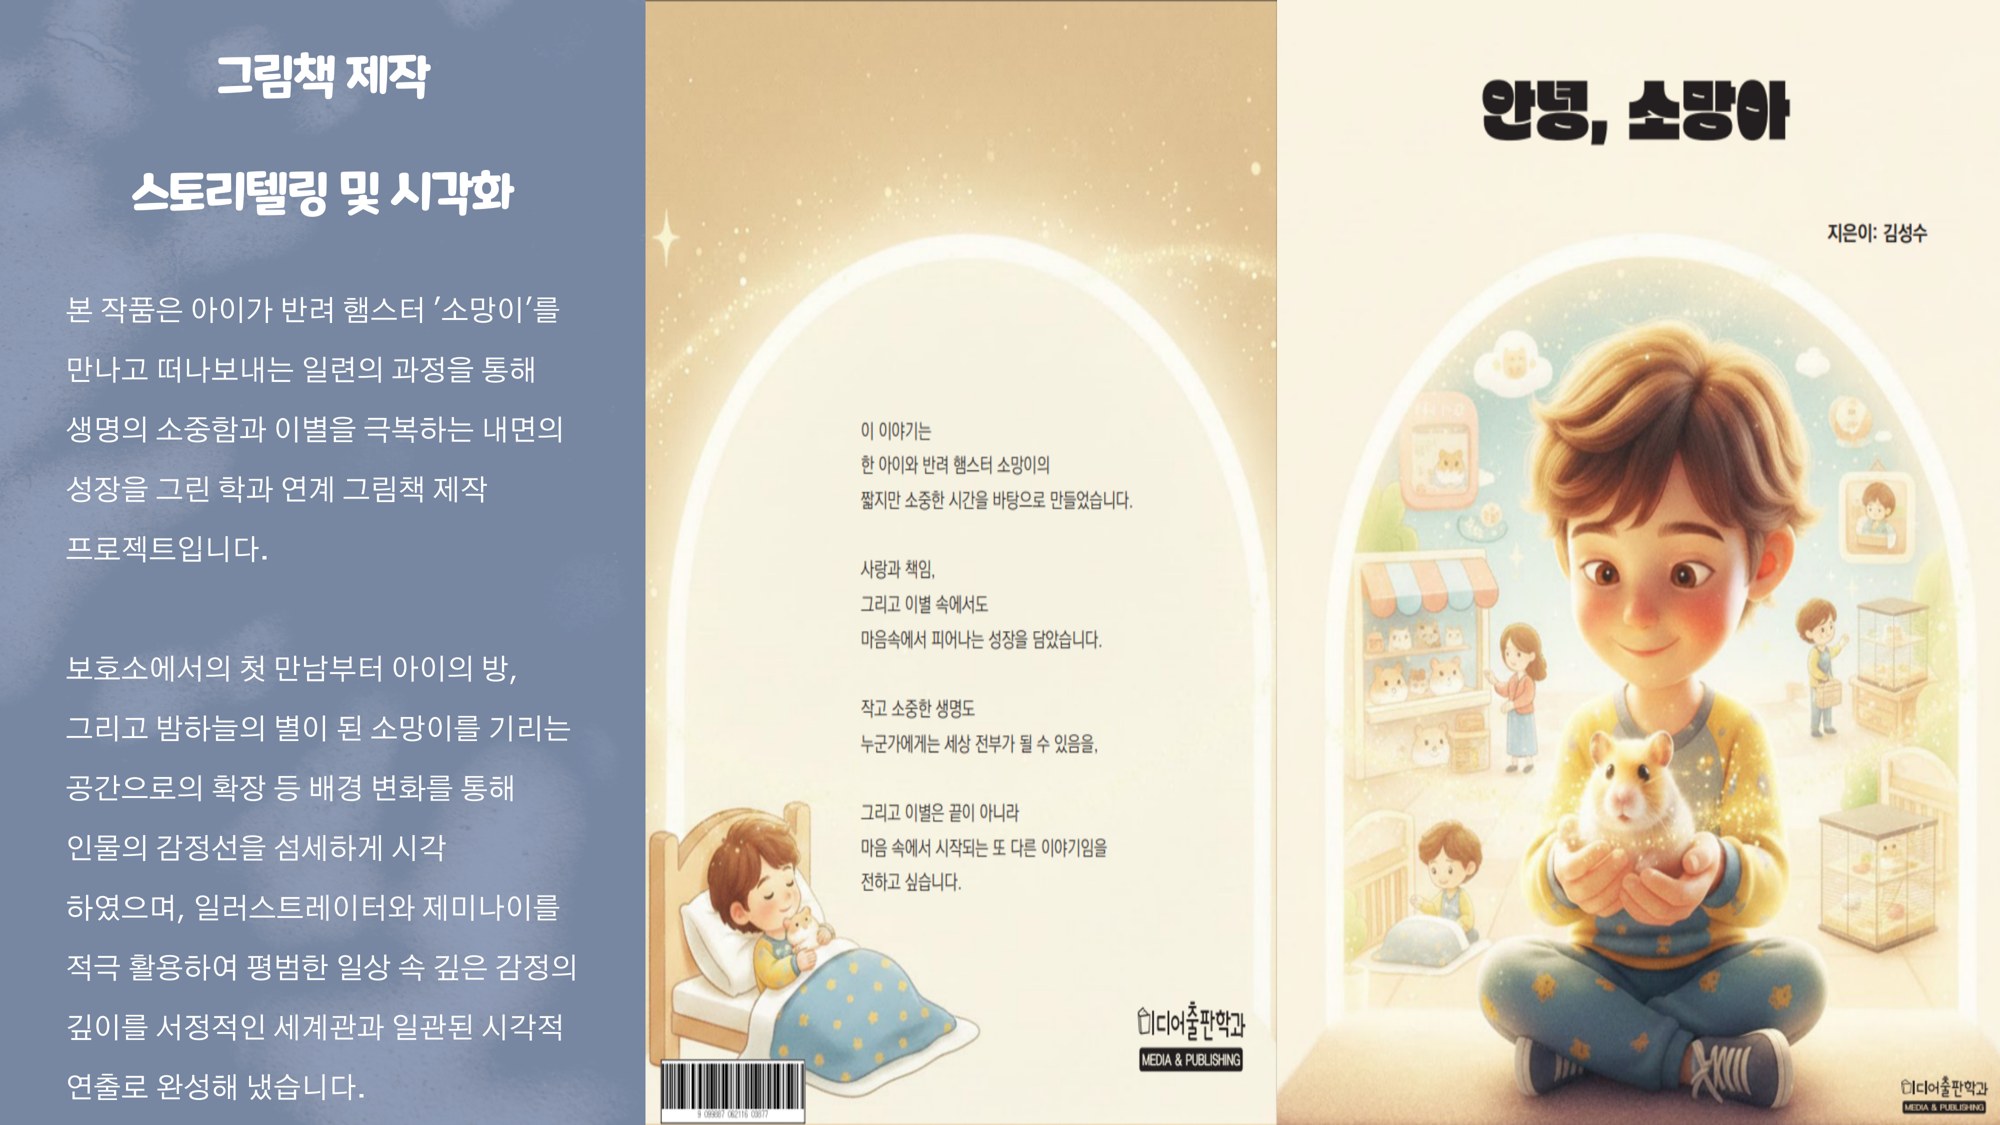 그림책 제작
스토리텔링 및 시각화
본 작품은 아이가 반려 햄스터 '소망이'를
만나고 떠나보내는 일련의 과정을 통해
생명의 소중함과 이별을 극복하는 내면의
성장을 그린 학과 연계 그림책 제작
프로젝트입니다.
보호소에서의 첫 만남부터 아이의 방,
그리고 밤하늘의 별이 된 소망이를 기리는
공간으로의 확장 등 배경 변화를 통해
인물의 감정선을 섬세하게 시각
하였으며, 일러스트레이터와 제미나이를
적극 활용하여 평범한 일상 속 깊은 감정의
깊이를 서정적인 세계관과 일관된 시각적
연출로 완성해 냈습니다.
이 이야기는
한 아이와 반려 햄스터 소망이의
짧지만 소중한 시간을 바탕으로 만들었습니다.
사랑과 책임,
그리고 이별 속에서도
마음속에서 피어나는 성장을 담았습니다.
작고 소중한 생명도
누군가에게는 세상 전부가 될 수 있음을,
그리고 이별은 끝이 아니라
마음 속에서 시작되는 또 다른 이야기임을
전하고 싶습니다.
미디어출판학과
MEDIA & PUBLISHING
안녕, 소망아
지은이: 김성수
미디어출판학과
MEDIA & PUBLISHING